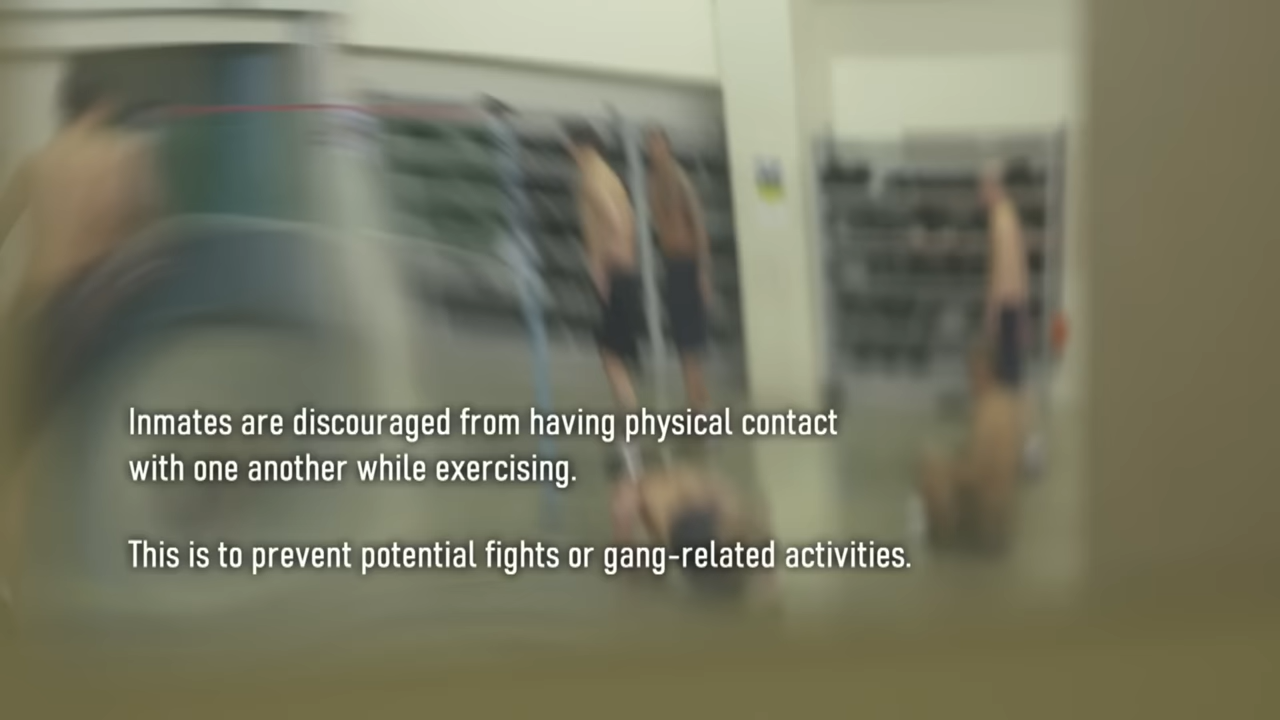 Inmates are discouraged from having physical contact
with one another while exercising.
This is to prevent potential fights or gang-related activities.